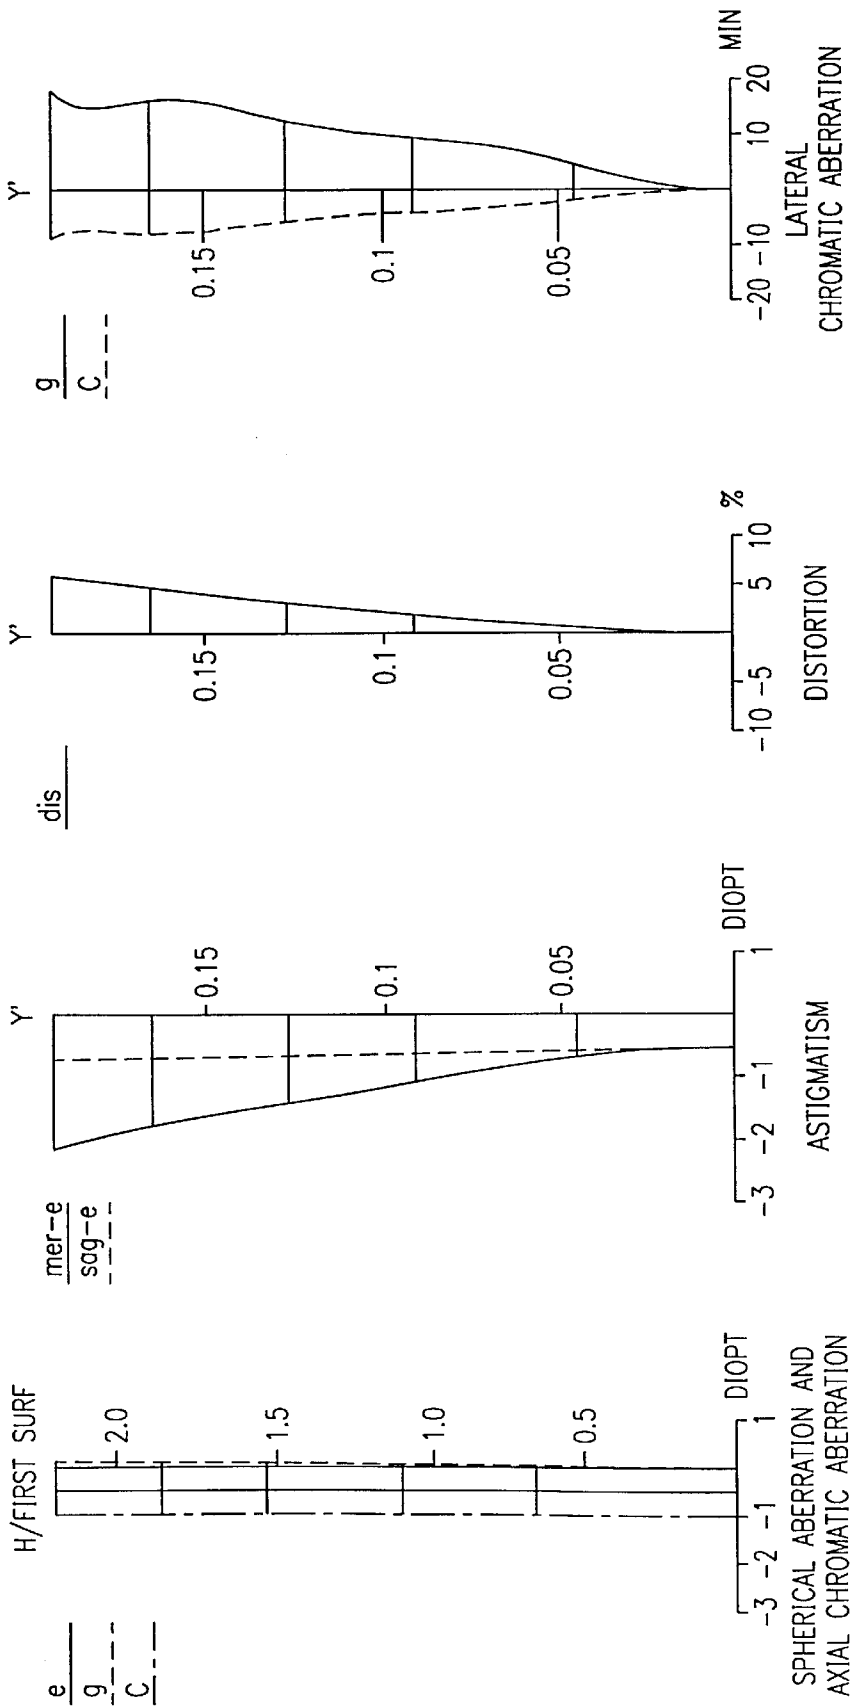 H/FIRST SURF
e
g
C
2.0
1.5
1.0
0.5
-3 -2 -1 1
DIOPT
SPHERICAL ABERRATION AND
AXIAL CHROMATIC ABERRATION
Y'
mer-e
sag-e
0.15
0.1
0.05
-3 -2 -1 1
DIOPT
ASTIGMATISM
Y'
dis
0.15
0.1
0.05
-10 -5 5 10
%
DISTORTION
Y'
g
C
0.15
0.1
0.05
-20 -10 10 20
MIN
LATERAL
CHROMATIC ABERRATION